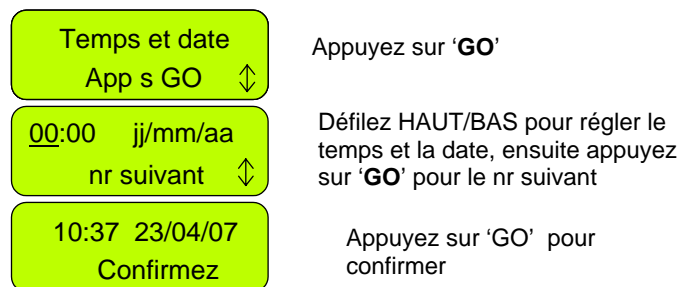 Temps et date
App s GO ↕
Appuyez sur ‘GO’
00:00 jj/mm/aa
nr suivant ↕
Défilez HAUT/BAS pour régler le
temps et la date, ensuite appuyez
sur ‘GO’ pour le nr suivant
10:37 23/04/07
Confirmez
Appuyez sur ‘GO’ pour
confirmer